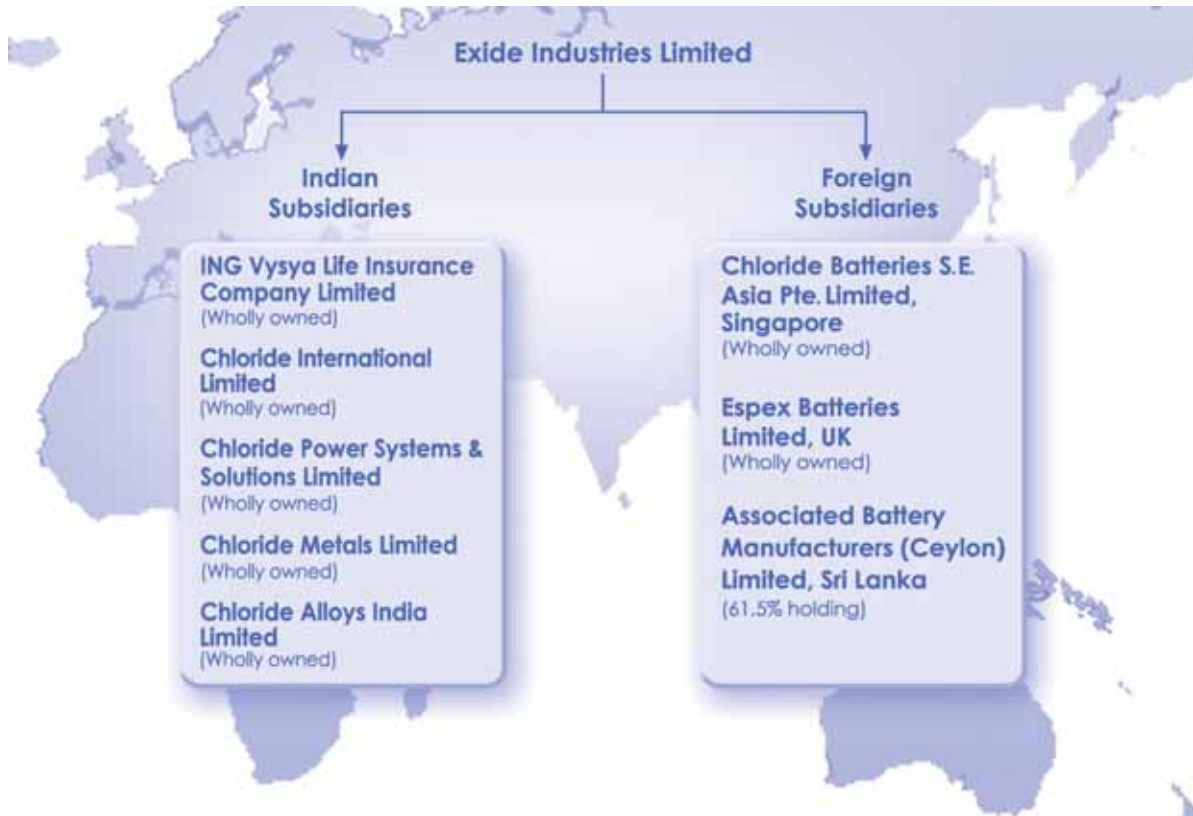 Exide Industries Limited
Indian
Subsidiaries
ING Vysya Life Insurance
Company Limited
(Wholly owned)
Chloride International
Limited
(Wholly owned)
Chloride Power Systems &
Solutions Limited
(Wholly owned)
Chloride Metals Limited
(Wholly owned)
Chloride Alloys India
Limited
(Wholly owned)
Foreign
Subsidiaries
Chloride Batteries S.E.
Asia Pte. Limited,
Singapore
(Wholly owned)
Espex Batteries
Limited, UK
(Wholly owned)
Associated Battery
Manufacturers (Ceylon)
Limited, Sri Lanka
(61.5% holding)